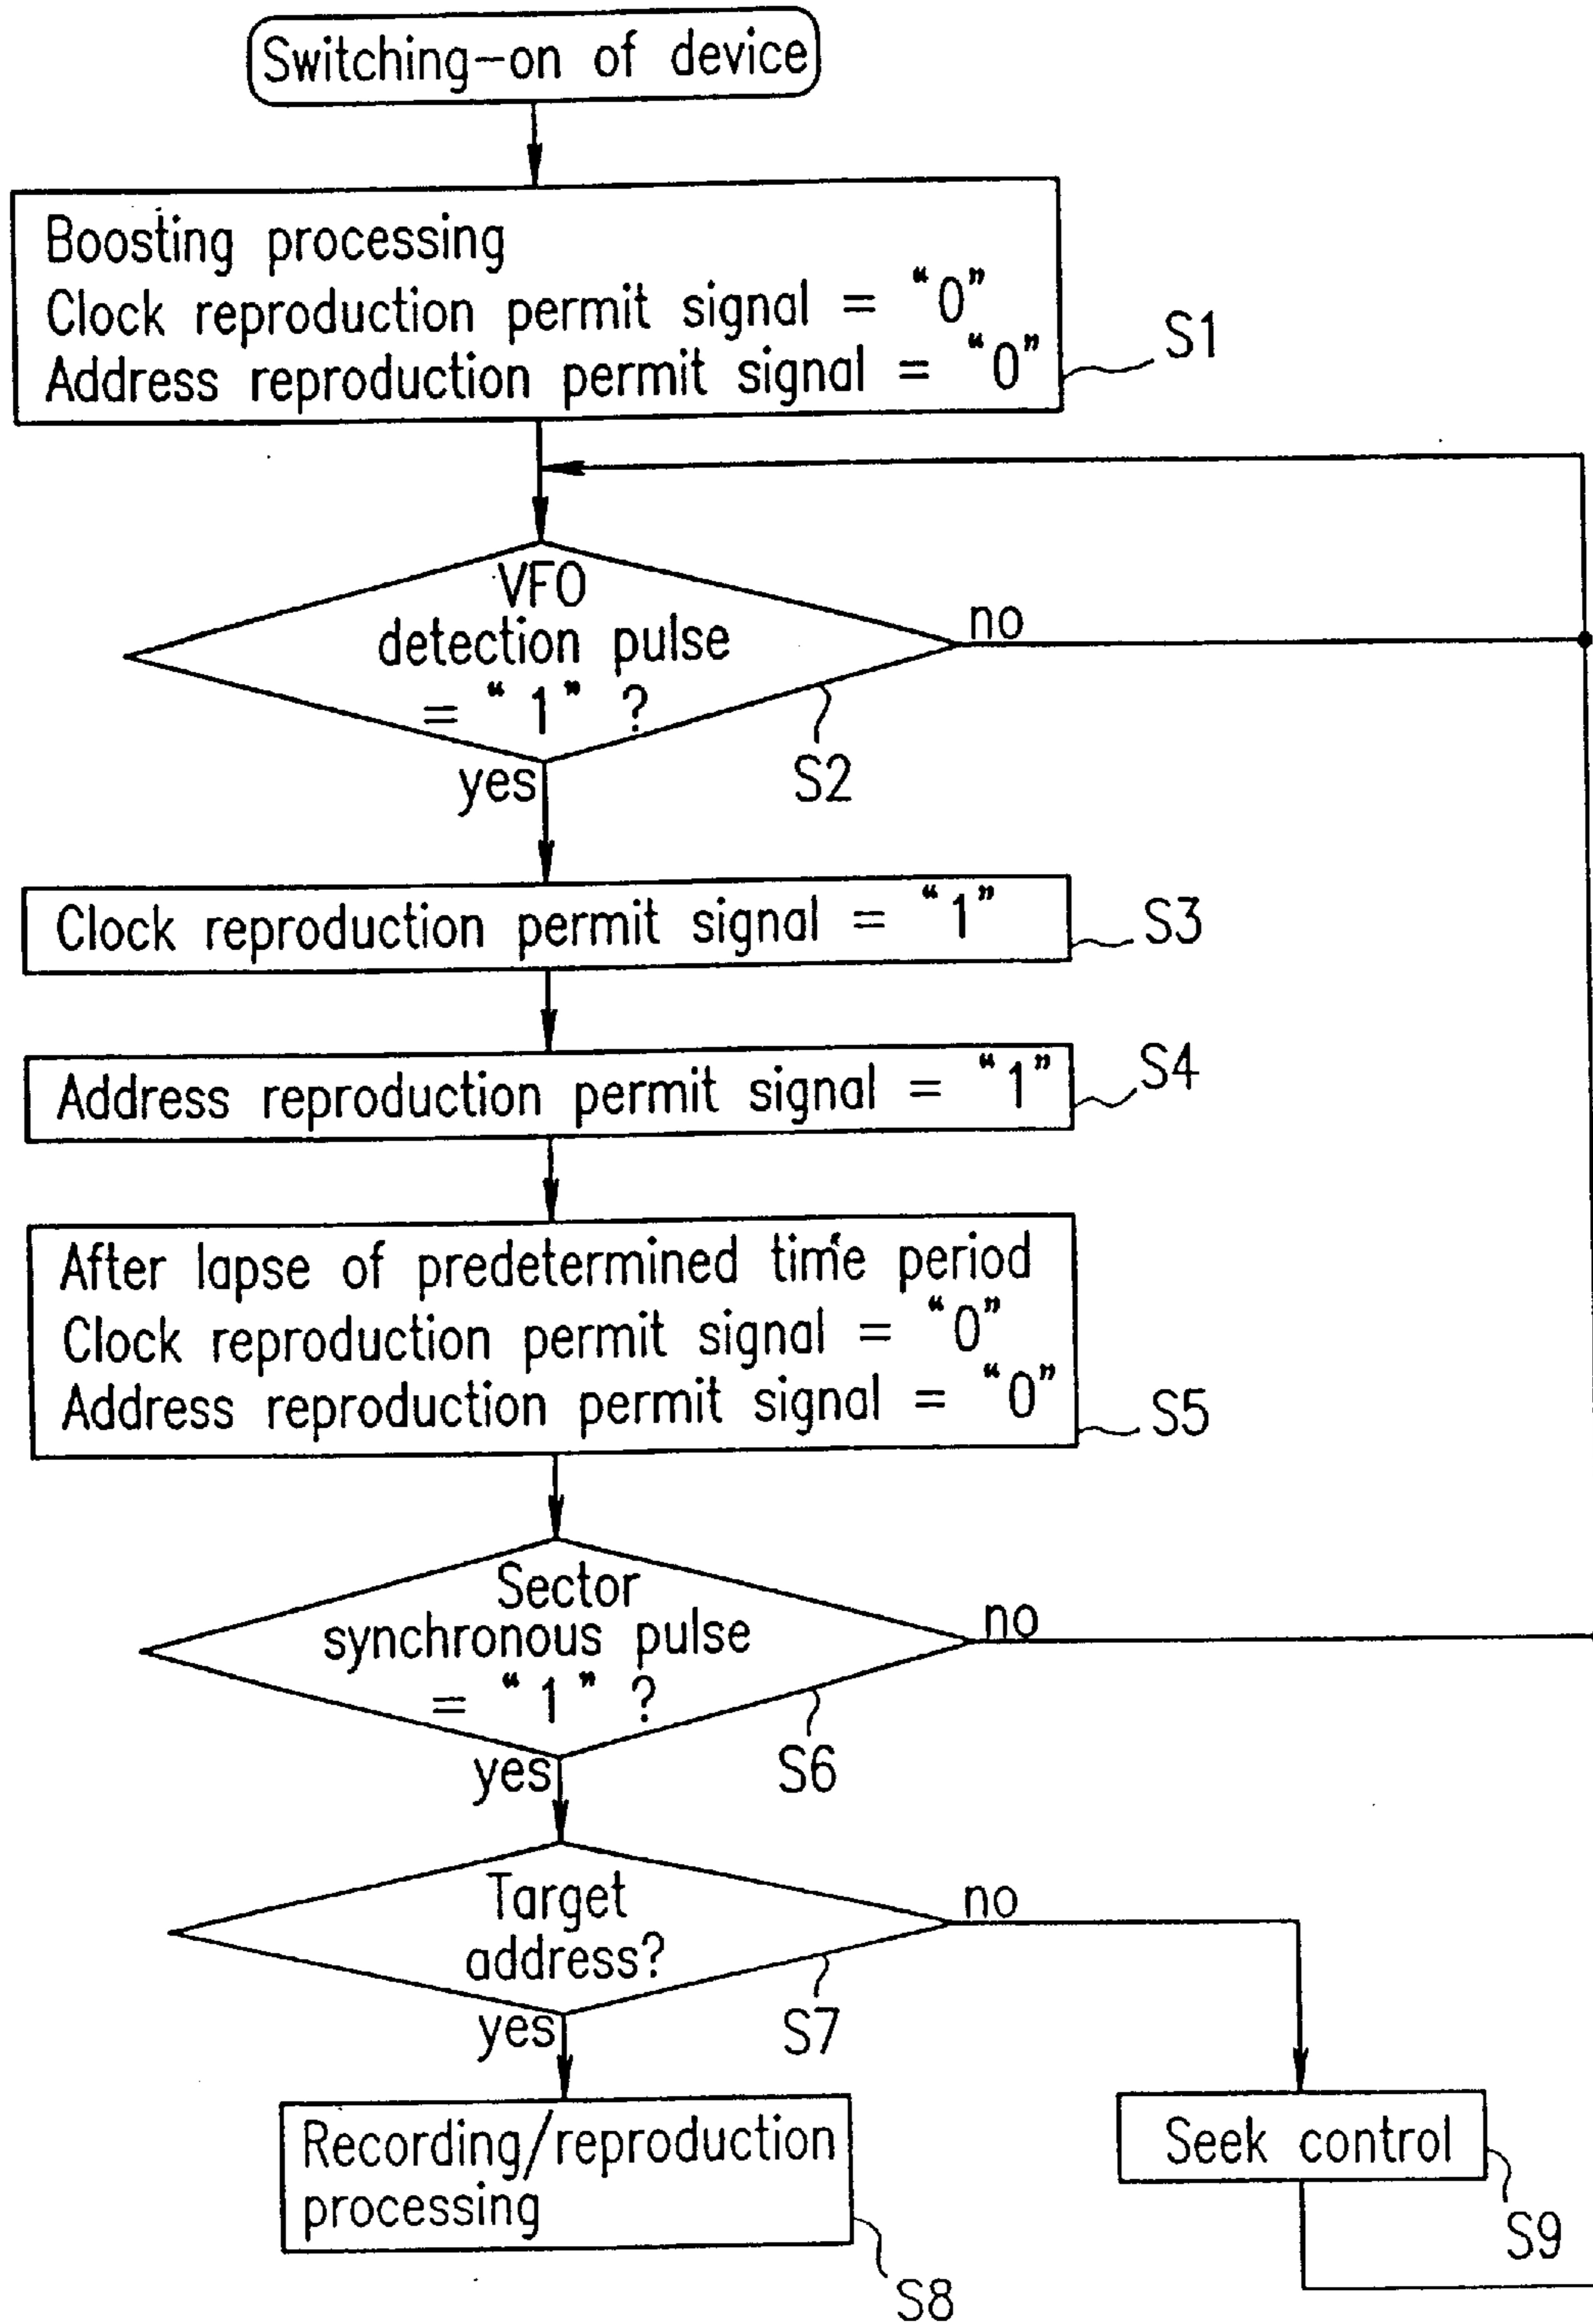 Switching-on of device
Boosting processing
Clock reproduction permit signal = "0"
Address reproduction permit signal = "0"
S1
VFO
detection pulse
= "1" ?
no
S2
yes
Clock reproduction permit signal = "1"
S3
Address reproduction permit signal = "1"
S4
After lapse of predetermined time period
Clock reproduction permit signal = "0"
Address reproduction permit signal = "0"
S5
Sector
synchronous pulse
= "1" ?
no
S6
yes
Target
address?
no
S7
yes
Recording/reproduction
processing
S8
Seek control
S9